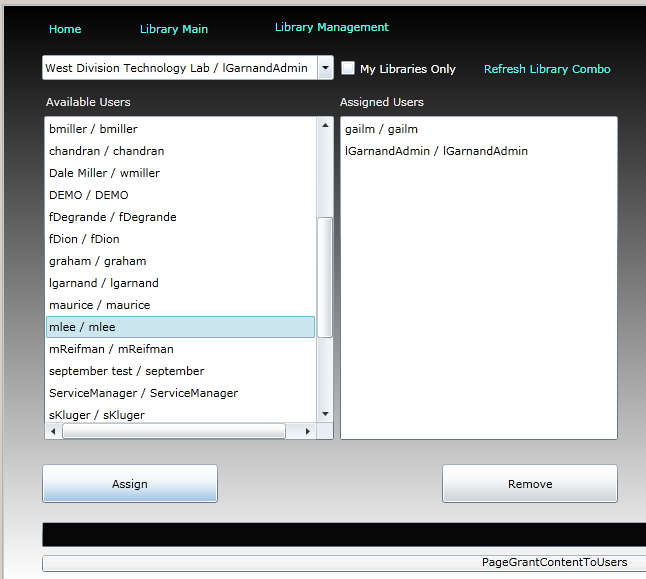 Home Library Main Library Management
West Division Technology Lab / lGarnandAdmin My Libraries Only Refresh Library Combo
Available Users Assigned Users
bmiller / bmiller
chandran / chandran
Dale Miller / wmiller
DEMO / DEMO
fDegrande / fDegrande
fDion / fDion
graham / graham
lgarnand / lgarnand
maurice / maurice
mlee / mlee
mReifman / mReifman
september test / september
ServiceManager / ServiceManager
sKluger / sKluger
gailm / gailm
lGarnandAdmin / lGarnandAdmin
Assign Remove
PageGrantContentToUsers